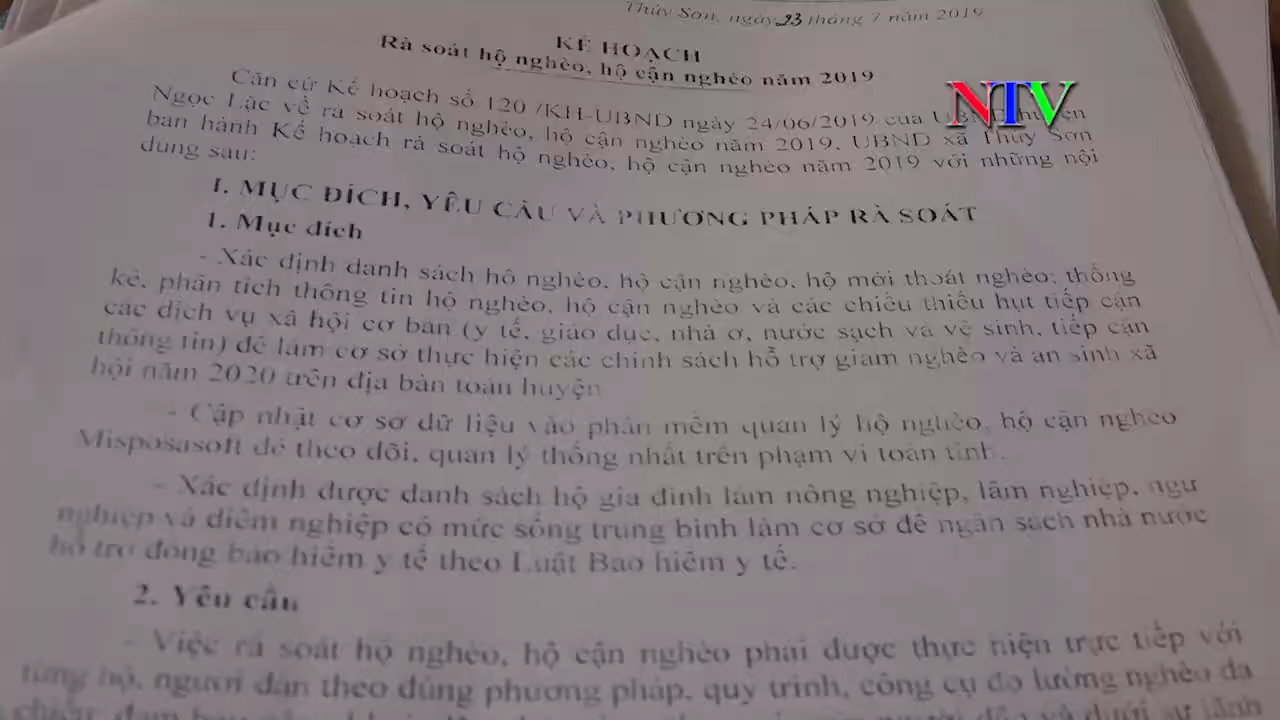 Thúy Sơn, ngày 23 tháng 7 năm 2019
KẾ HOẠCH
Rà soát hộ nghèo, hộ cận nghèo năm 2019
NTV
Căn cứ Kế hoạch số 120 /KH-UBND ngày 24/06/2019 của UBND huyện
Ngọc Lặc về rà soát hộ nghèo, hộ cận nghèo năm 2019, UBND xã Thúy Sơn
ban hành Kế hoạch rà soát hộ nghèo, hộ cận nghèo năm 2019 với những nội
dung sau:
I. MỤC ĐÍCH, YÊU CẦU VÀ PHƯƠNG PHÁP RÀ SOÁT
1. Mục đích
- Xác định danh sách hộ nghèo, hộ cận nghèo, hộ mới thoát nghèo; thống
kê, phân tích thông tin hộ nghèo, hộ cận nghèo và các chiều thiếu hụt tiếp cận
các dịch vụ xã hội cơ bản (y tế, giáo dục, nhà ở, nước sạch và vệ sinh, tiếp cận
thông tin) để làm cơ sở thực hiện các chính sách hỗ trợ giảm nghèo và an sinh xã
hội năm 2020 trên địa bàn toàn huyện
- Cập nhật cơ sở dữ liệu vào phần mềm quản lý hộ nghèo, hộ cận nghèo
Misposasoft để theo dõi, quản lý thống nhất trên phạm vi toàn tỉnh.
- Xác định được danh sách hộ gia đình làm nông nghiệp, lâm nghiệp, ngư
nghiệp và diêm nghiệp có mức sống trung bình làm cơ sở để ngân sách nhà nước
hỗ trợ đóng bảo hiểm y tế theo Luật Bảo hiểm y tế.
2. Yêu cầu
- Việc rà soát hộ nghèo, hộ cận nghèo phải được thực hiện trực tiếp với
từng hộ, người dân theo đúng phương pháp, quy trình, công cụ đo lường nghèo đa